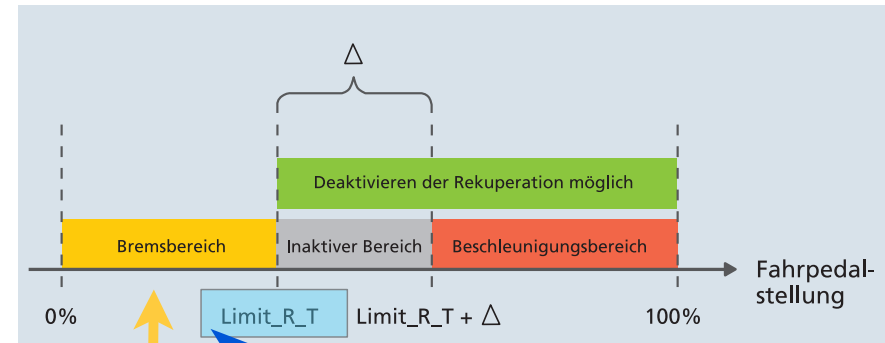 Δ
Deaktivieren der Rekuperation möglich
Bremsbereich
Inaktiver Bereich
Beschleunigungsbereich
Fahrpedal-
stellung
0%
Limit_R_T
Limit_R_T + Δ
100%